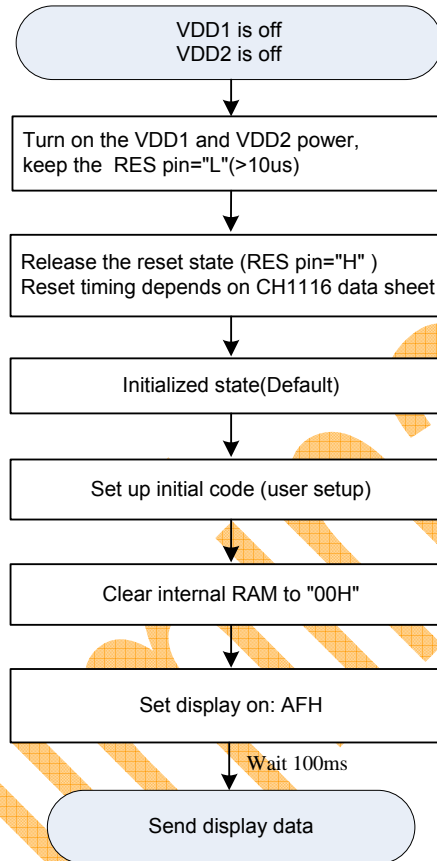 VDD1 is off
VDD2 is off
Turn on the VDD1 and VDD2 power,
keep the  RES pin="L"(>10us)
Release the reset state (RES pin="H" )
Reset timing depends on CH1116 data sheet
Initialized state(Default)
Set up initial code (user setup)
Clear internal RAM to "00H"
Set display on: AFH
Wait 100ms
Send display data